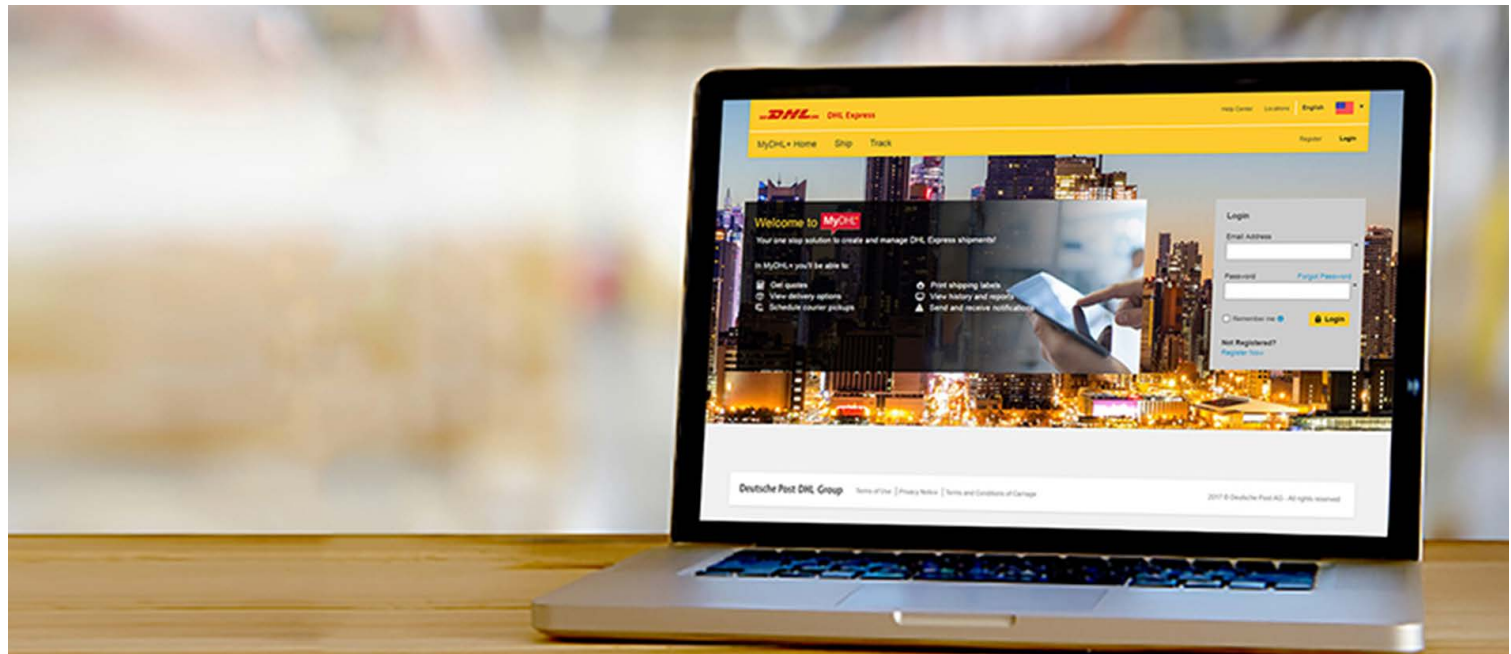 DHL DHL Express
Help Center Locations English
MyDHL+ Home Ship Track
Register Login
Welcome to MyDHL+
Your one stop solution to create and manage DHL Express shipments!
In MyDHL+ you'll be able to:
Get quotes
View delivery options
Schedule courier pickups
Print shipping labels
View history and reports
Send and receive notifications
Login
Email Address
Password Forgot Password
Remember me Login
Not Registered?
Register Now
Deutsche Post DHL Group Terms of Use | Privacy Notice | Terms and Conditions of Carriage
2017 © Deutsche Post AG - All rights reserved